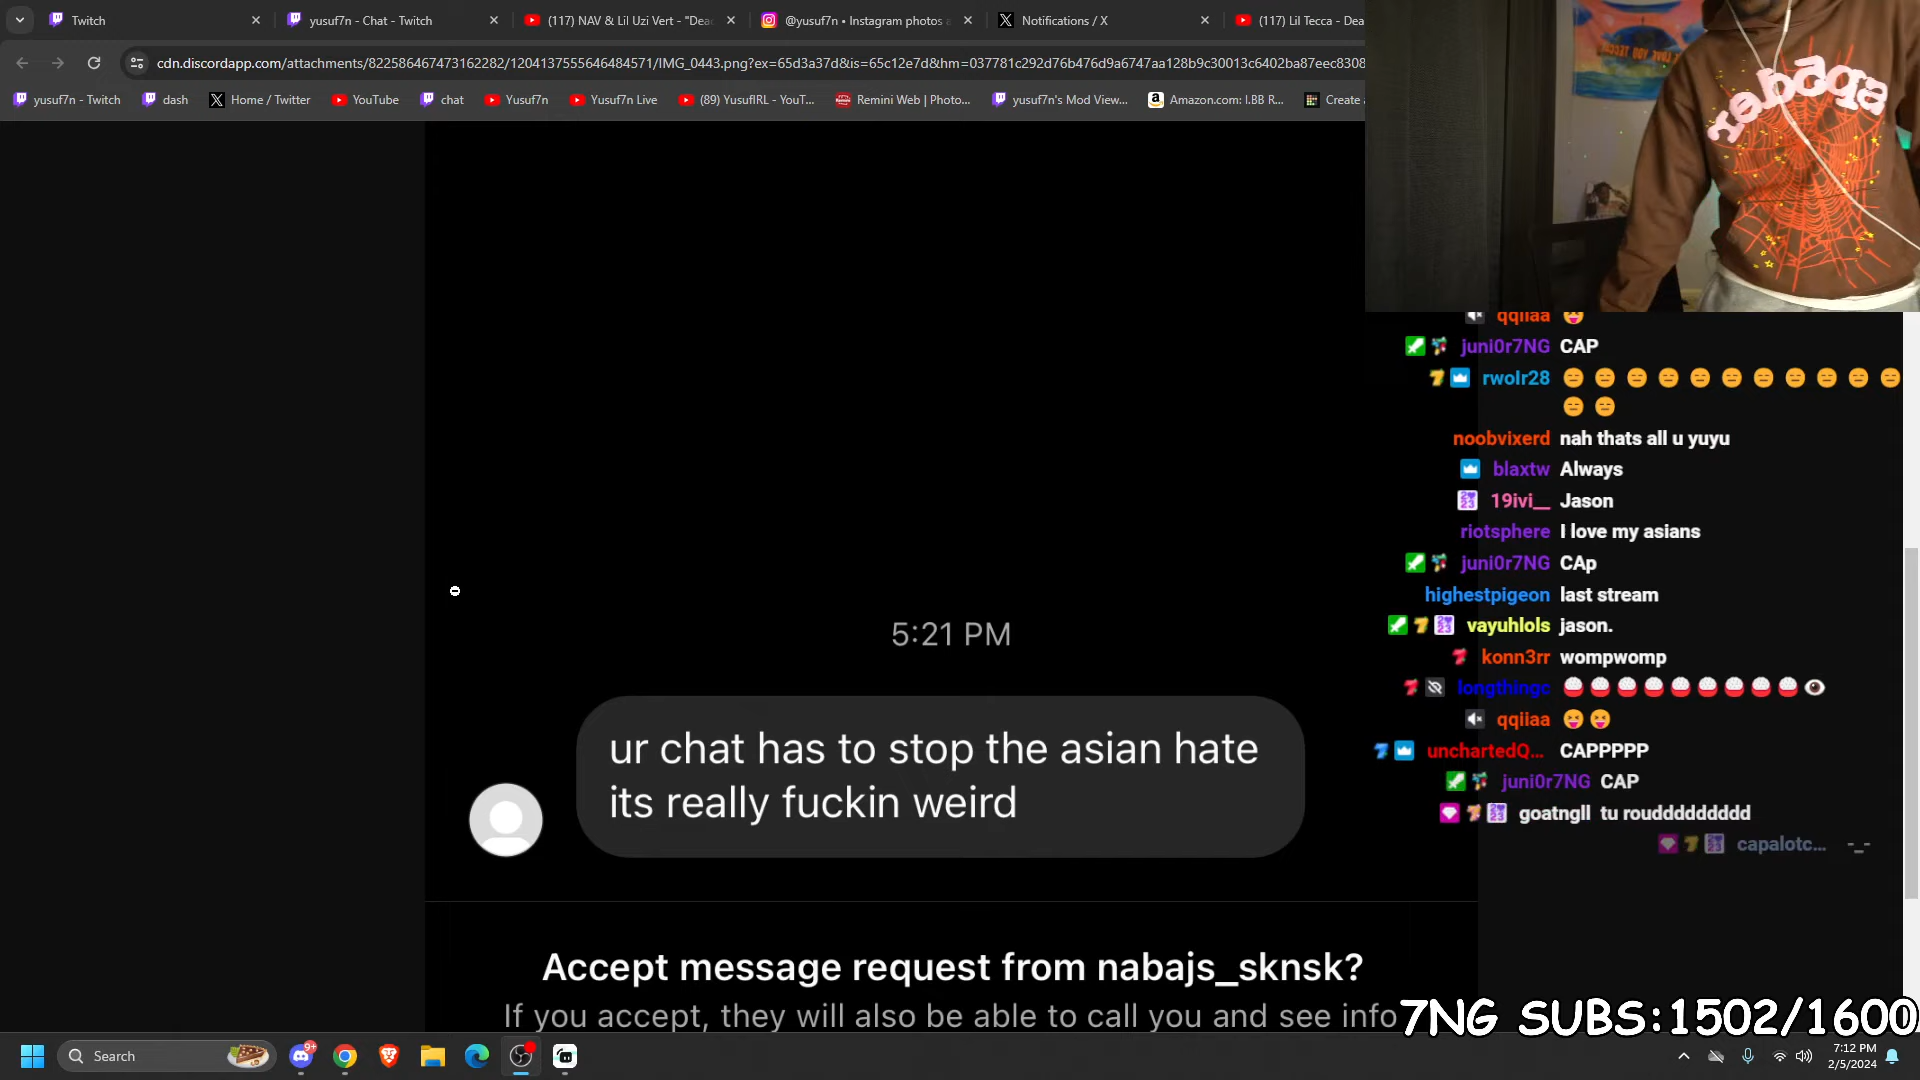 Twitch
yusuf7n - Chat - Twitch
(117) NAV & Lil Uzi Vert - "Deac
@yusuf7n • Instagram photos a
Notifications / X
(117) Lil Tecca - Dea
cdn.discordapp.com/attachments/822586467473162282/1204137555646484571/IMG_0443.png?ex=65d3a37d&is=65c12e7d&hm=037781c292d76b476d9a6747aa128b9c30013c6402ba87eec8308
yusuf7n - Twitch
dash
Home / Twitter
YouTube
chat
Yusuf7n
Yusuf7n Live
(89) YusufIRL - YouT...
Remini Web | Photo...
yusuf7n's Mod View...
Amazon.com: I.BB R...
Create a
qqiiaa
juni0r7NG CAP
rwolr28
noobvixerd nah thats all u yuyu
blaxtw Always
19ivi__ Jason
riotsphere I love my asians
juni0r7NG CAp
highestpigeon last stream
vayuhlols jason.
konn3rr wompwomp
longthingc
qqiiaa
unchartedQ... CAPPPPP
juni0r7NG CAP
goatngll tu rouddddddddd
capalotc... -_-
5:21 PM
ur chat has to stop the asian hate
its really fuckin weird
Accept message request from nabajs_sknsk?
If you accept, they will also be able to call you and see info
7NG SUBS:1502/1600
Search
9+
7:12 PM
2/5/2024